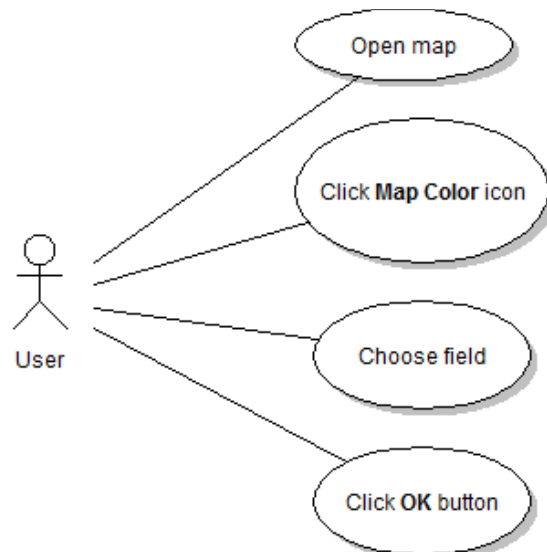 Open map
Click Map Color icon
User
Choose field
Click OK button